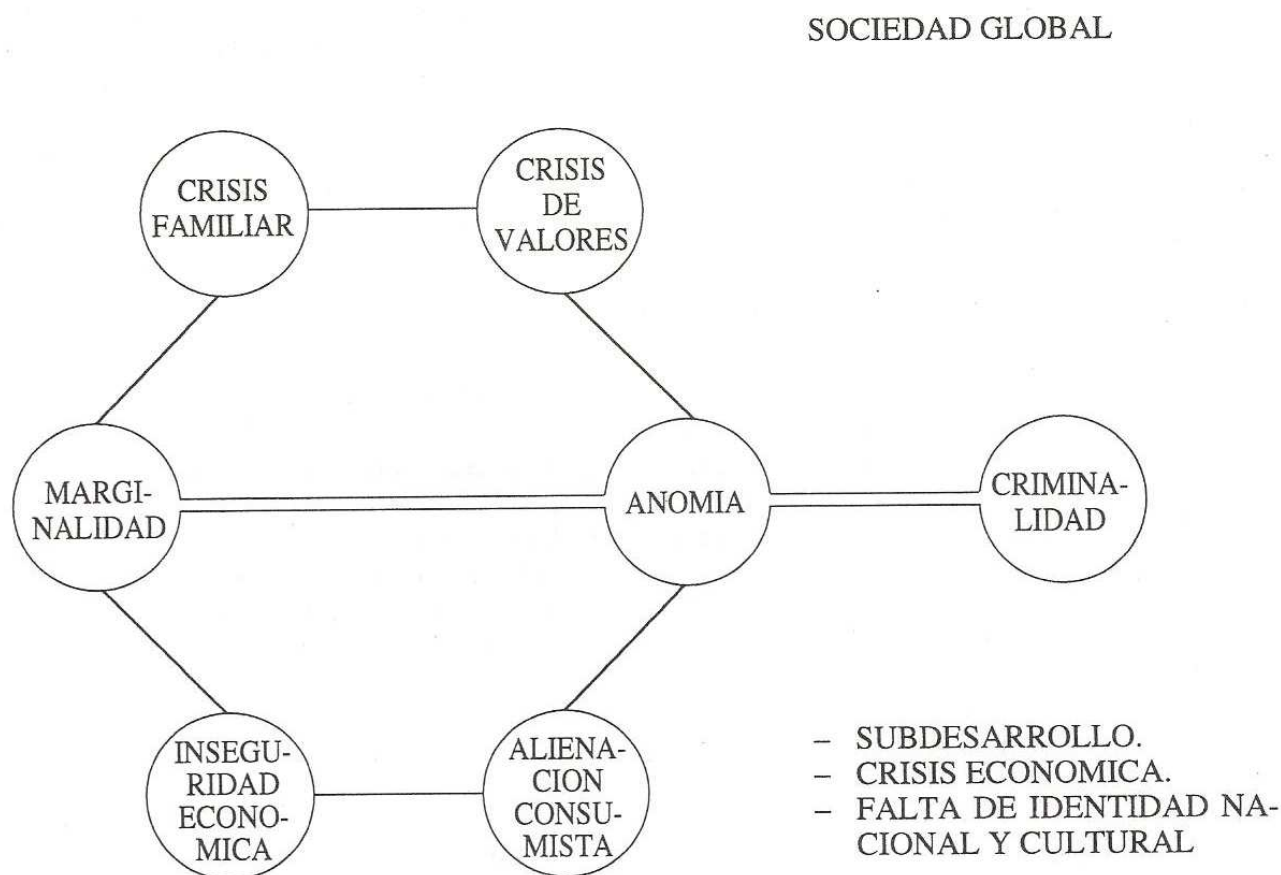 SOCIEDAD GLOBAL
CRISIS
FAMILIAR
CRISIS
DE
VALORES
MARGI-
NALIDAD
ANOMIA
CRIMINA-
LIDAD
INSEGU-
RIDAD
ECONO-
MICA
ALIENA-
CION
CONSU-
MISTA
– SUBDESARROLLO.
– CRISIS ECONOMICA.
– FALTA DE IDENTIDAD NA-
CIONAL Y CULTURAL